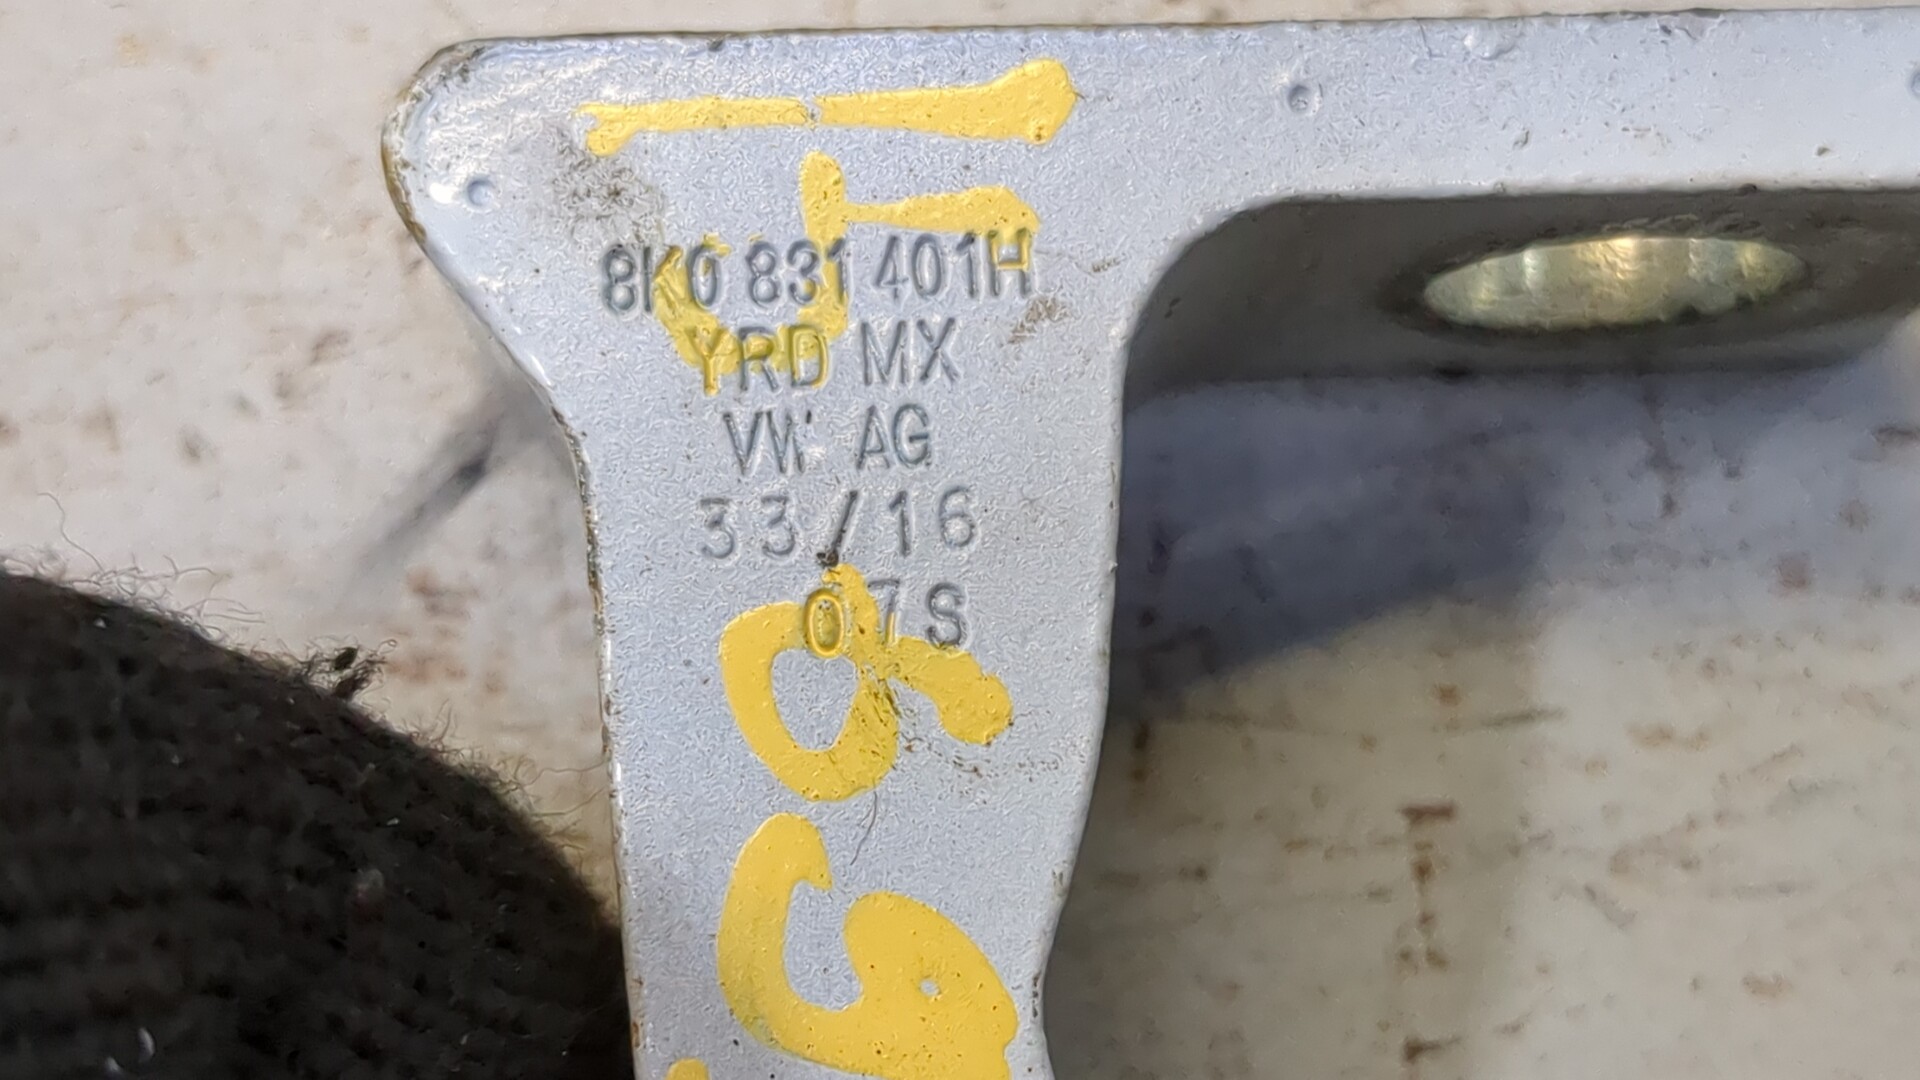 8K0 831 401H
YRD MX
VW AG
33/16
07S